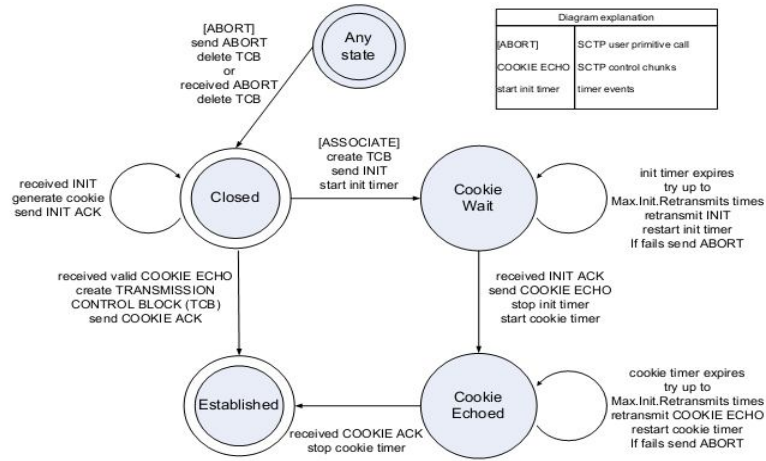 [ABORT]
send ABORT
delete TCB
or
received ABORT
delete TCB
Any
state
Diagram explanation
[ABORT]
SCTP user primitive call
COOKIE ECHO
SCTP control chunks
start init timer
timer events
received INIT
generate cookie
send INIT ACK
Closed
[ASSOCIATE]
create TCB
send INIT
start init timer
Cookie
Wait
init timer expires
try up to
Max.Init.Retransmits times
retransmit INIT
restart init timer
If fails send ABORT
received valid COOKIE ECHO
create TRANSMISSION
CONTROL BLOCK (TCB)
send COOKIE ACK
received INIT ACK
send COOKIE ECHO
stop init timer
start cookie timer
Established
received COOKIE ACK
stop cookie timer
Cookie
Echoed
cookie timer expires
try up to
Max.Init.Retransmits times
retransmit COOKIE ECHO
restart cookie timer
If fails send ABORT